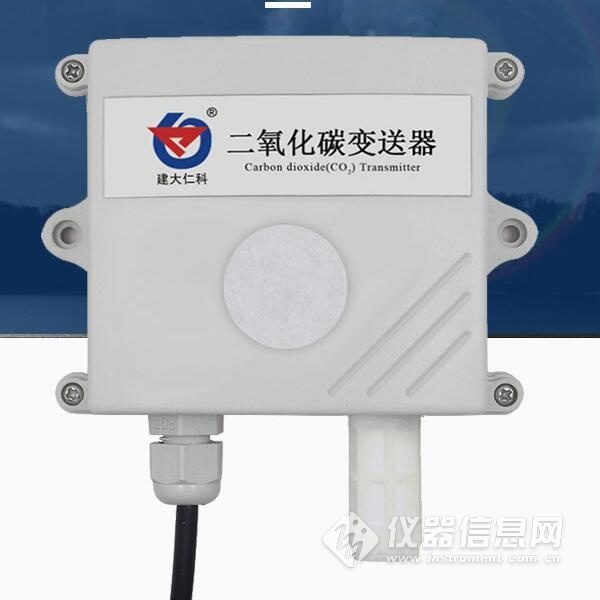 ®
二氧化碳变送器
Carbon dioxide(CO₂) Transmitter
建大仁科
PG7
仪器信息网
www.instrument.com.cn